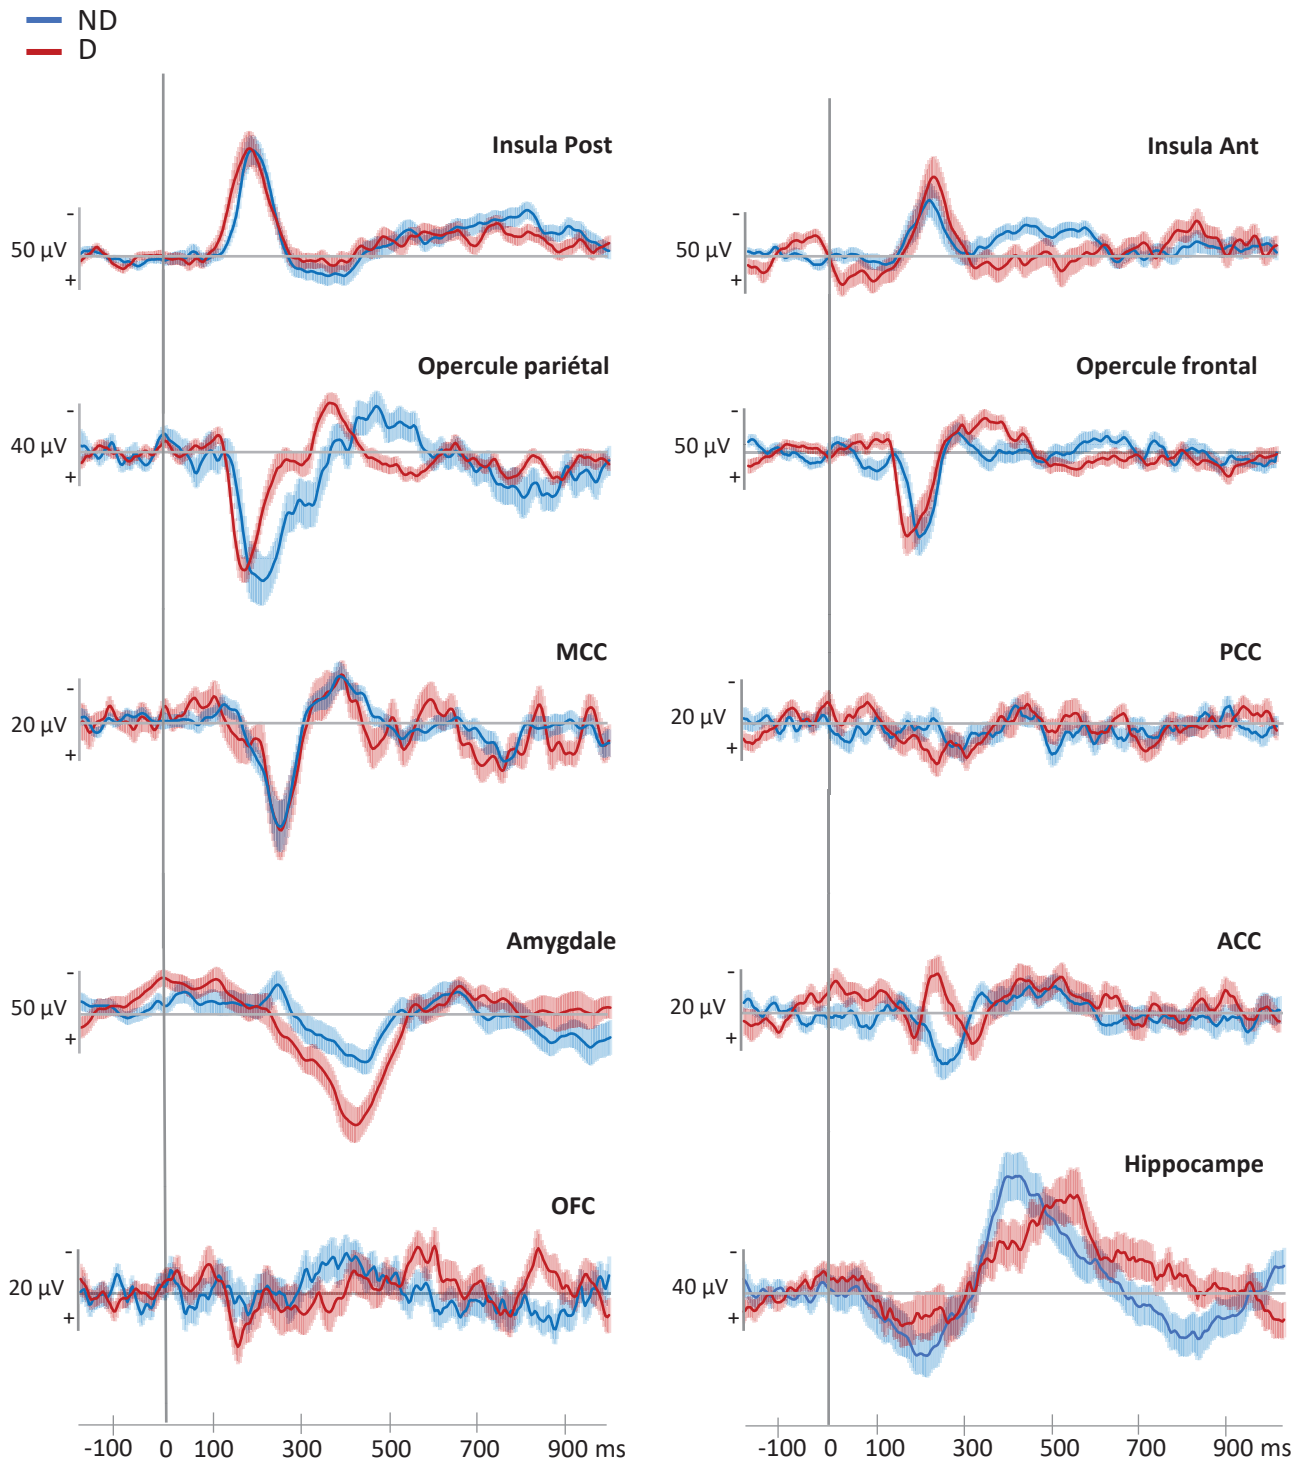 ND
D
Insula Post
-
50 µV
+
Insula Ant
-
50 µV
+
Opercule pariétal
-
40 µV
+
Opercule frontal
-
50 µV
+
MCC
-
20 µV
+
PCC
-
20 µV
+
Amygdale
-
50 µV
+
ACC
-
20 µV
+
OFC
-
20 µV
+
Hippocampe
-
40 µV
+
-100 0 100 300 500 700 900 ms
-100 0 100 300 500 700 900 ms